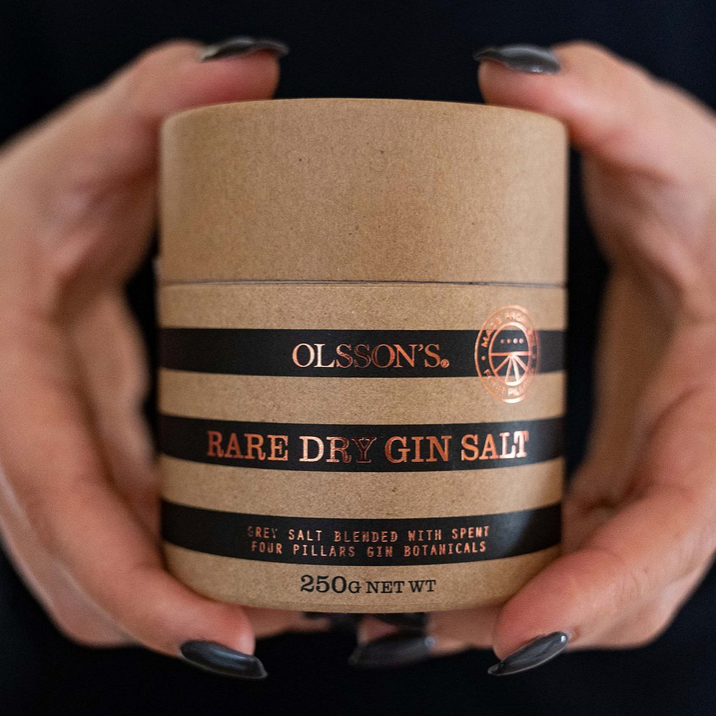 OLSSON'S®
RARE DRY GIN SALT
GREY SALT BLENDED WITH SPENT
FOUR PILLARS GIN BOTANICALS
250G NET WT